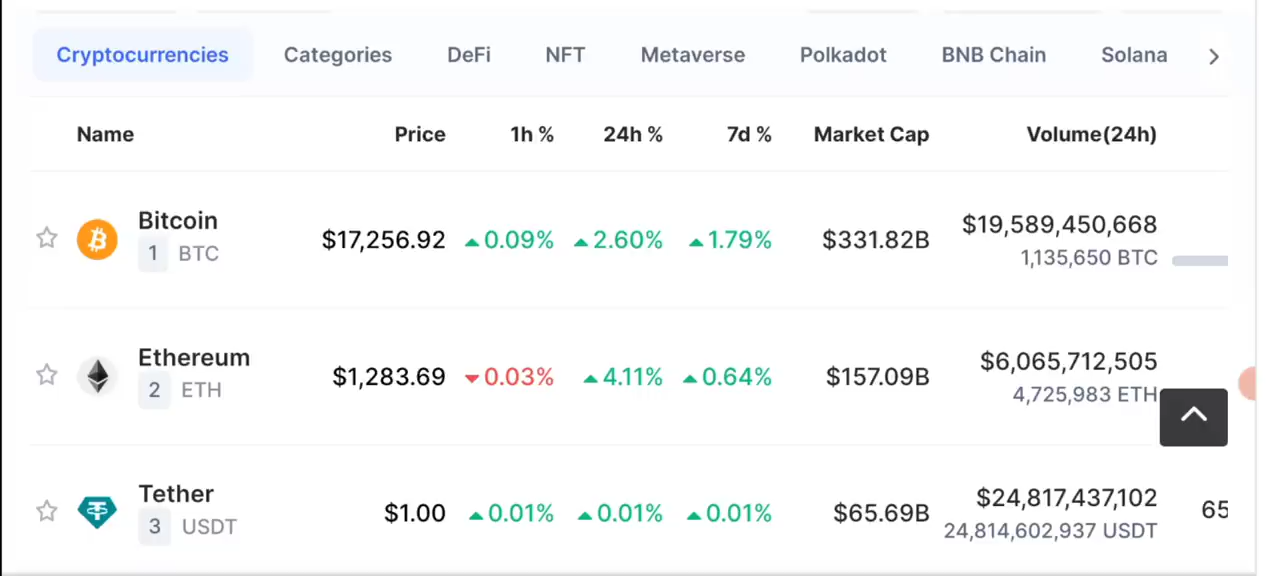 Cryptocurrencies Categories DeFi NFT Metaverse Polkadot BNB Chain Solana
Name Price 1h % 24h % 7d % Market Cap Volume(24h)
Bitcoin
1 BTC
$17,256.92 0.09% 2.60% 1.79% $331.82B
$19,589,450,668
1,135,650 BTC
Ethereum
2 ETH
$1,283.69 0.03% 4.11% 0.64% $157.09B
$6,065,712,505
4,725,983 ETH
Tether
3 USDT
$1.00 0.01% 0.01% 0.01% $65.69B
$24,817,437,102
24,814,602,937 USDT
65